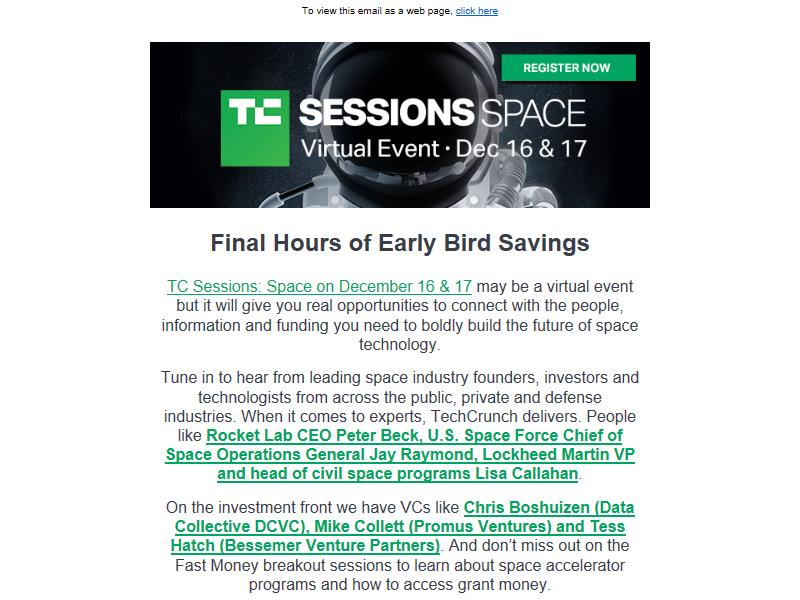 To view this email as a web page, click here
REGISTER NOW
TC SESSIONS SPACE
Virtual Event · Dec 16 & 17
Final Hours of Early Bird Savings
TC Sessions: Space on December 16 & 17 may be a virtual event
but it will give you real opportunities to connect with the people,
information and funding you need to boldly build the future of space
technology.
Tune in to hear from leading space industry founders, investors and
technologists from across the public, private and defense
industries. When it comes to experts, TechCrunch delivers. People
like Rocket Lab CEO Peter Beck, U.S. Space Force Chief of
Space Operations General Jay Raymond, Lockheed Martin VP
and head of civil space programs Lisa Callahan.
On the investment front we have VCs like Chris Boshuizen (Data
Collective DCVC), Mike Collett (Promus Ventures) and Tess
Hatch (Bessemer Venture Partners). And don’t miss out on the
Fast Money breakout sessions to learn about space accelerator
programs and how to access grant money.